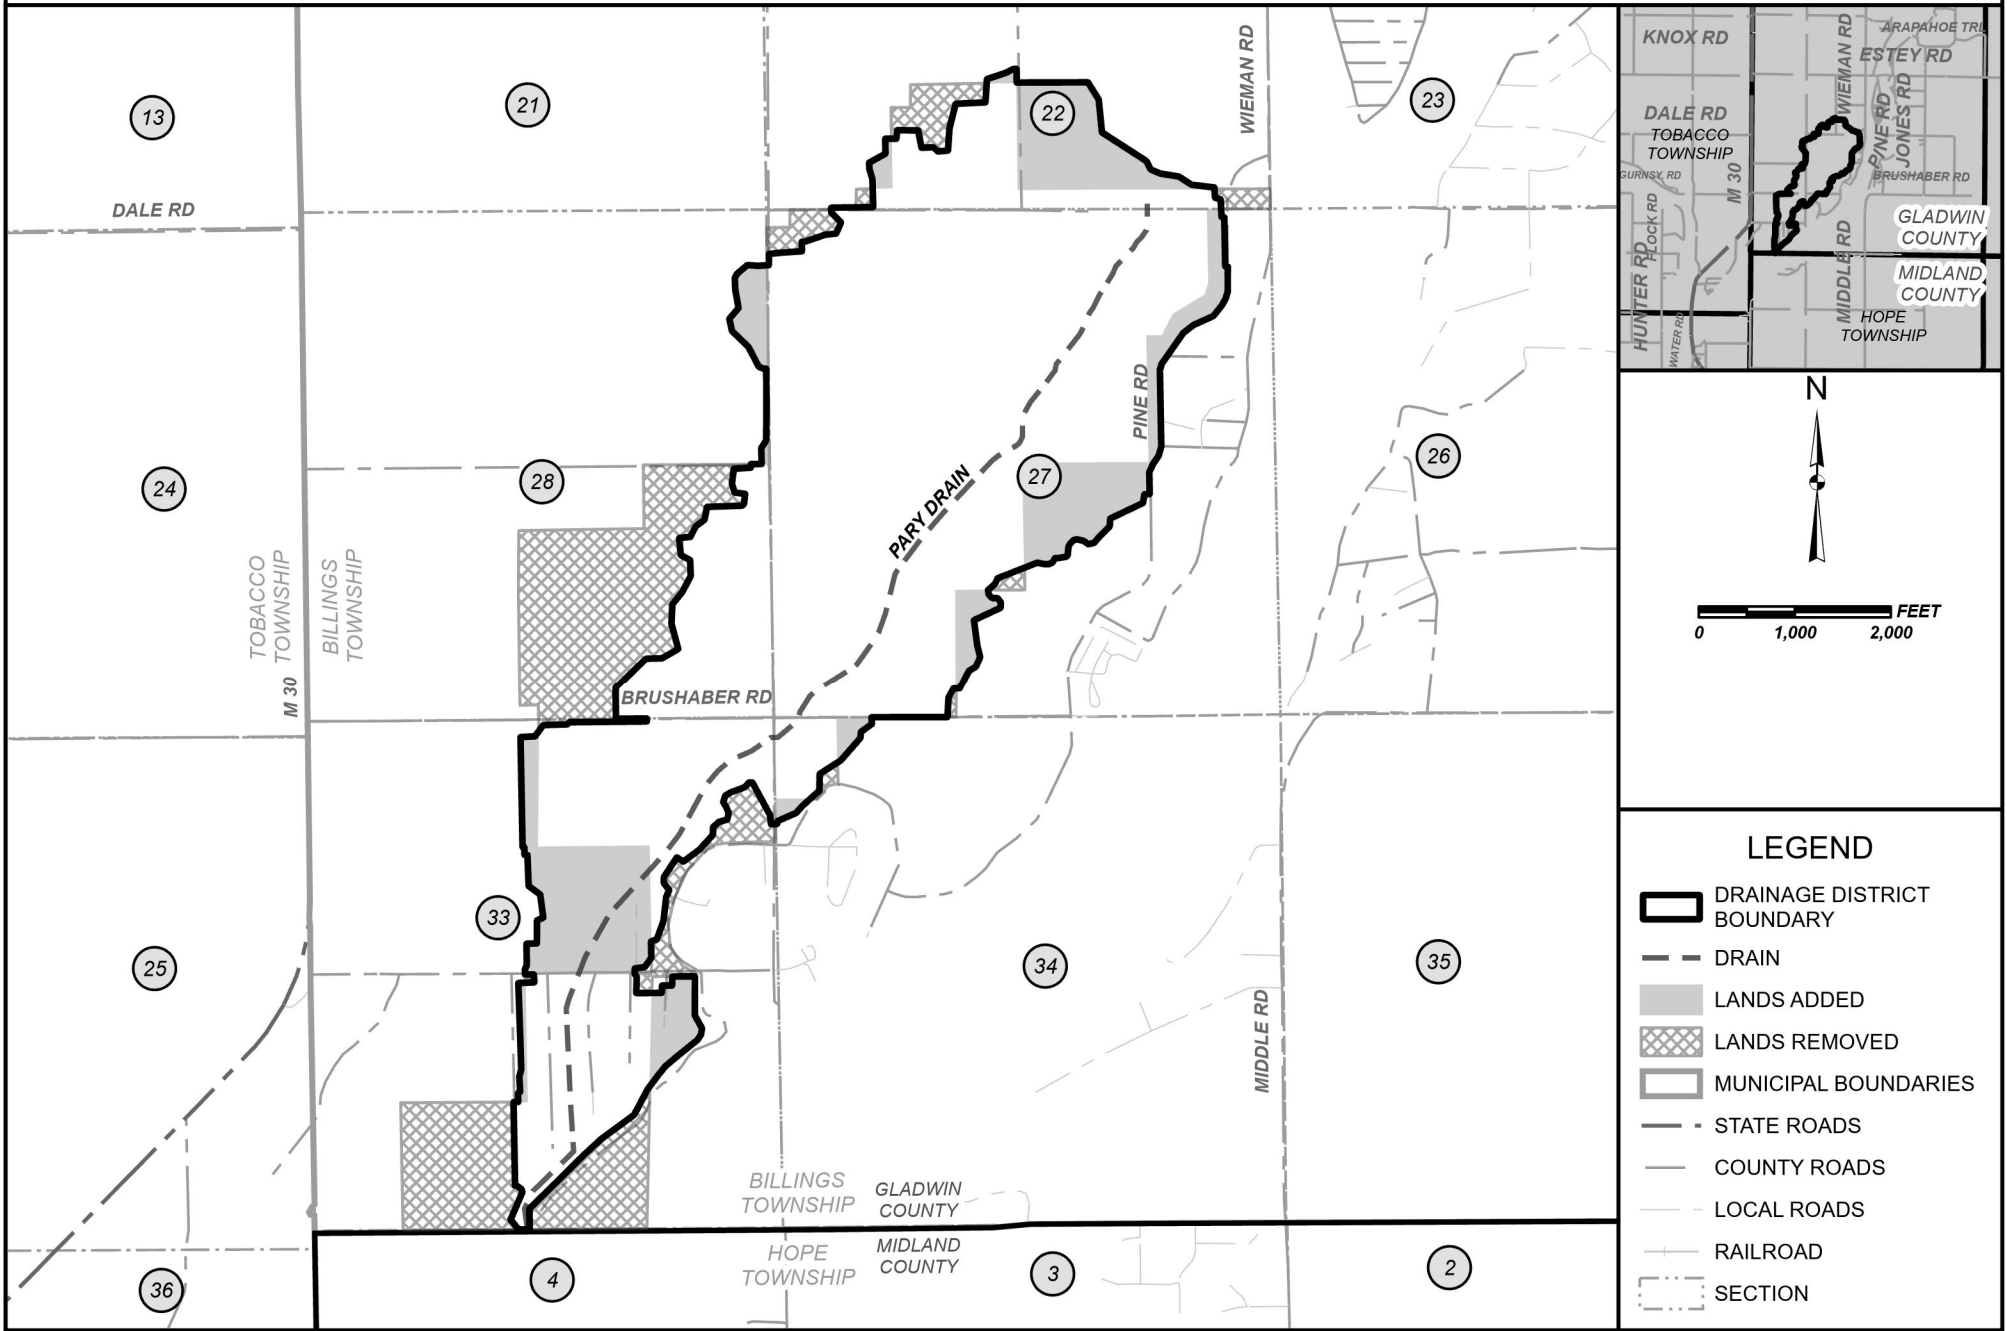 13
21
22
23
WIEMAN RD
DALE RD
24
28
27
26
PINE RD
PARY DRAIN
TOBACCO
TOWNSHIP
BILLINGS
TOWNSHIP
M 30
BRUSHABER RD
25
33
34
35
MIDDLE RD
BILLINGS
TOWNSHIP
GLADWIN
COUNTY
HOPE
TOWNSHIP
MIDLAND
COUNTY
36
4
3
2
KNOX RD
WIEMAN RD
ARAPAHOE TRL
ESTEY RD
DALE RD
TOBACCO
TOWNSHIP
PINE RD
JONES RD
GURNSY RD
M 30
BRUSHABER RD
FLOCK RD
HUNTER RD
MIDDLE RD
GLADWIN
COUNTY
MIDLAND
COUNTY
WATER RD
HOPE
TOWNSHIP
N
FEET
0 1,000 2,000
LEGEND
DRAINAGE DISTRICT
BOUNDARY
DRAIN
LANDS ADDED
LANDS REMOVED
MUNICIPAL BOUNDARIES
STATE ROADS
COUNTY ROADS
LOCAL ROADS
RAILROAD
SECTION